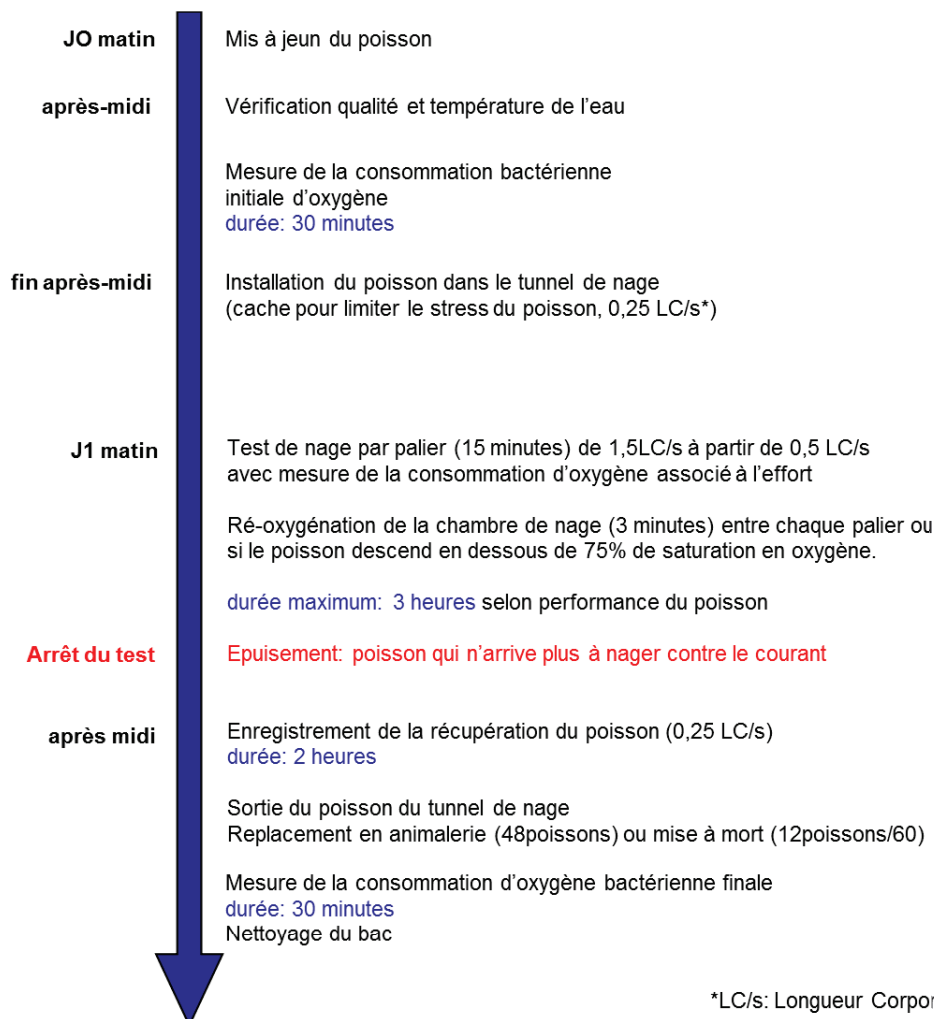 JO matin Mis à jeun du poisson
après-midi Vérification qualité et température de l'eau
Mesure de la consommation bactérienne
initiale d'oxygène
durée: 30 minutes
fin après-midi Installation du poisson dans le tunnel de nage
(cache pour limiter le stress du poisson, 0,25 LC/s*)
J1 matin Test de nage par palier (15 minutes) de 1,5LC/s à partir de 0,5 LC/s
avec mesure de la consommation d'oxygène associé à l'effort
Ré-oxygénation de la chambre de nage (3 minutes) entre chaque palier ou
si le poisson descend en dessous de 75% de saturation en oxygène.
durée maximum: 3 heures selon performance du poisson
Arrêt du test Epuisement: poisson qui n'arrive plus à nager contre le courant
après midi Enregistrement de la récupération du poisson (0,25 LC/s)
durée: 2 heures
Sortie du poisson du tunnel de nage
Replacement en animalerie (48poissons) ou mise à mort (12poissons/60)
Mesure de la consommation d'oxygène bactérienne finale
durée: 30 minutes
Nettoyage du bac
*LC/s: Longueur Corpor